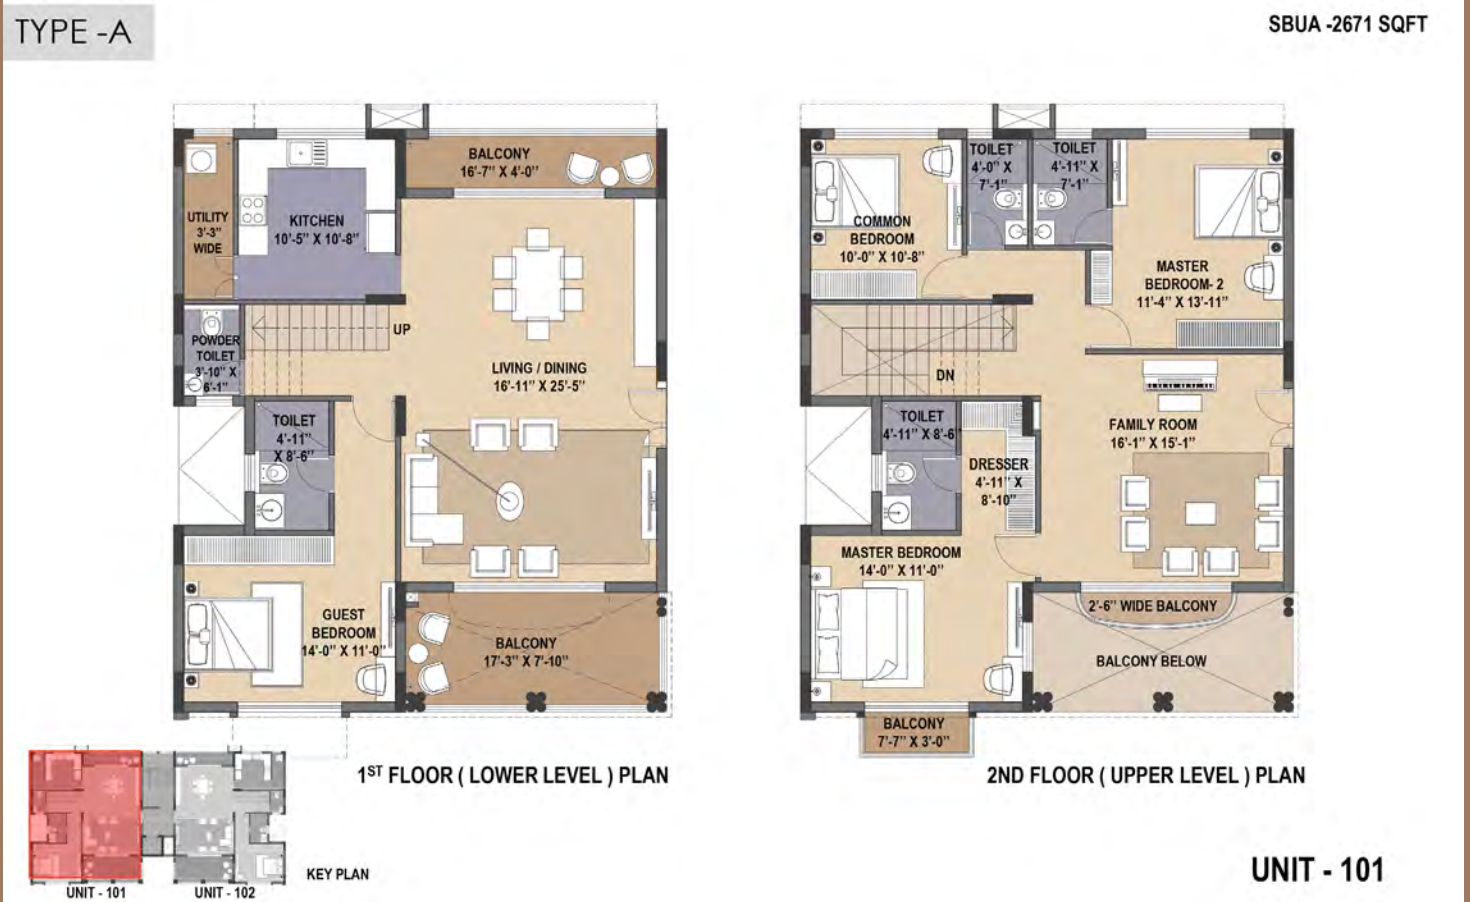 TYPE -A
SBUA -2671 SQFT
BALCONY
16'-7" X 4'-0"
UTILITY
3'-3"
WIDE
KITCHEN
10'-5" X 10'-8"
UP
POWDER
TOILET
3'-10" X
6'-1"
LIVING / DINING
16'-11" X 25'-5"
TOILET
4'-11"
X 8'-6"
GUEST
BEDROOM
14'-0" X 11'-0"
BALCONY
17'-3" X 7'-10"
1ST FLOOR ( LOWER LEVEL ) PLAN
TOILET
4'-0" X
7'-1"
TOILET
4'-11" X
7'-1"
COMMON
BEDROOM
10'-0" X 10'-8"
MASTER
BEDROOM- 2
11'-4" X 13'-11"
DN
TOILET
4'-11" X 8'-6"
DRESSER
4'-11" X
8'-10"
FAMILY ROOM
16'-1" X 15'-1"
MASTER BEDROOM
14'-0" X 11'-0"
2'-6" WIDE BALCONY
BALCONY BELOW
BALCONY
7'-7" X 3'-0"
2ND FLOOR ( UPPER LEVEL ) PLAN
UNIT - 101
UNIT - 102
KEY PLAN
UNIT - 101